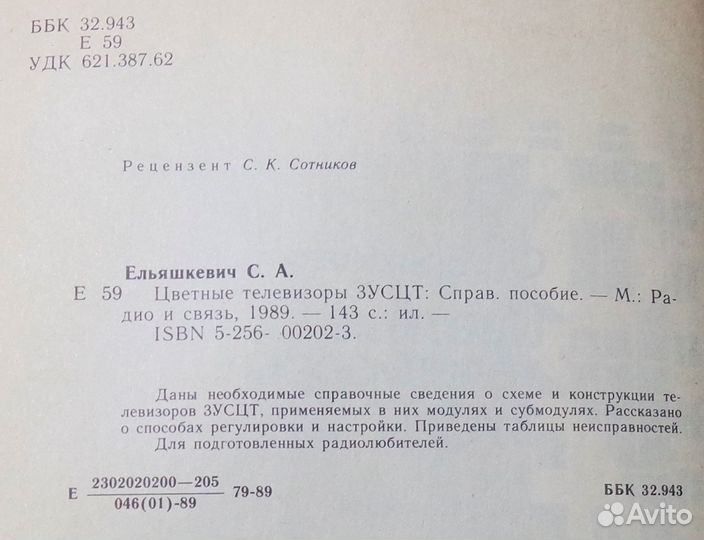 ББК 32.943
Е 59
УДК 621.387.62
Рецензент С. К. Сотников
Ельяшкевич С. А.
Е 59 Цветные телевизоры 3УСЦТ: Справ. пособие. — М.: Ра-
дио и связь, 1989. — 143 с.: ил. —
ISBN 5-256- 00202-3.
Даны необходимые справочные сведения о схеме и конструкции те-
левизоров 3УСЦТ, применяемых в них модулях и субмодулях. Рассказано
о способах регулировки и настройки. Приведены таблицы неисправностей.
Для подготовленных радиолюбителей.
2302020200—205
Е 79-89 ББК 32.943
046(01)-89
Avito